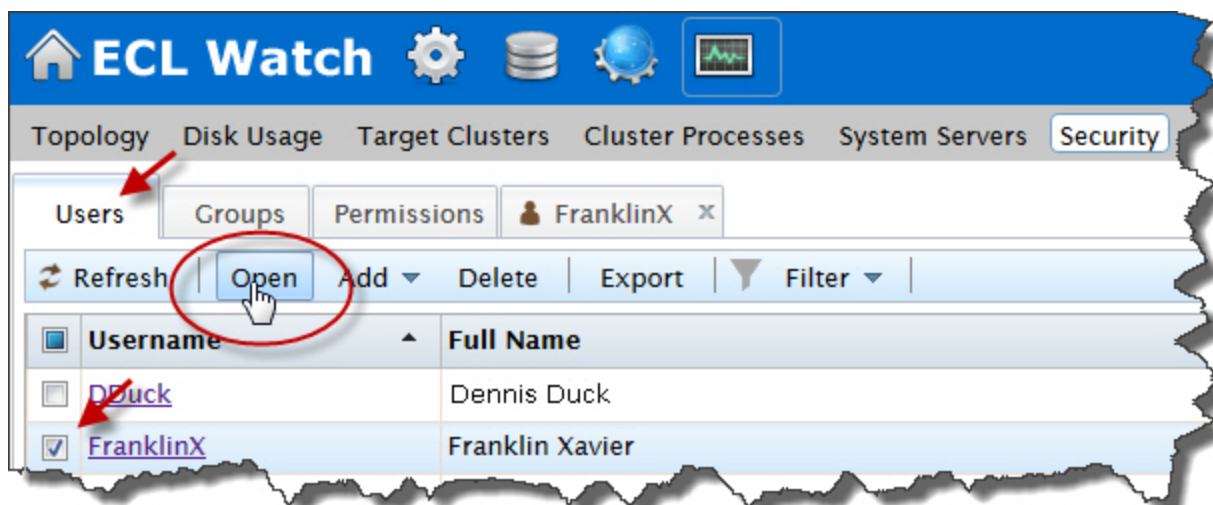 ECL Watch
Topology Disk Usage Target Clusters Cluster Processes System Servers Security
Users Groups Permissions FranklinX x
Refresh Open Add Delete Export Filter
Username Full Name
DDuck Dennis Duck
FranklinX Franklin Xavier